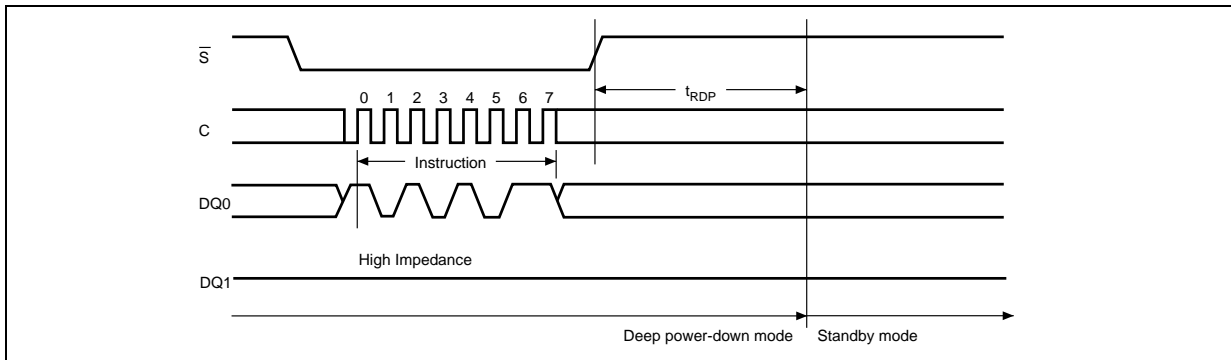 S̅
0 1 2 3 4 5 6 7
tRDP
C
Instruction
DQ0
High Impedance
DQ1
Deep power-down mode Standby mode